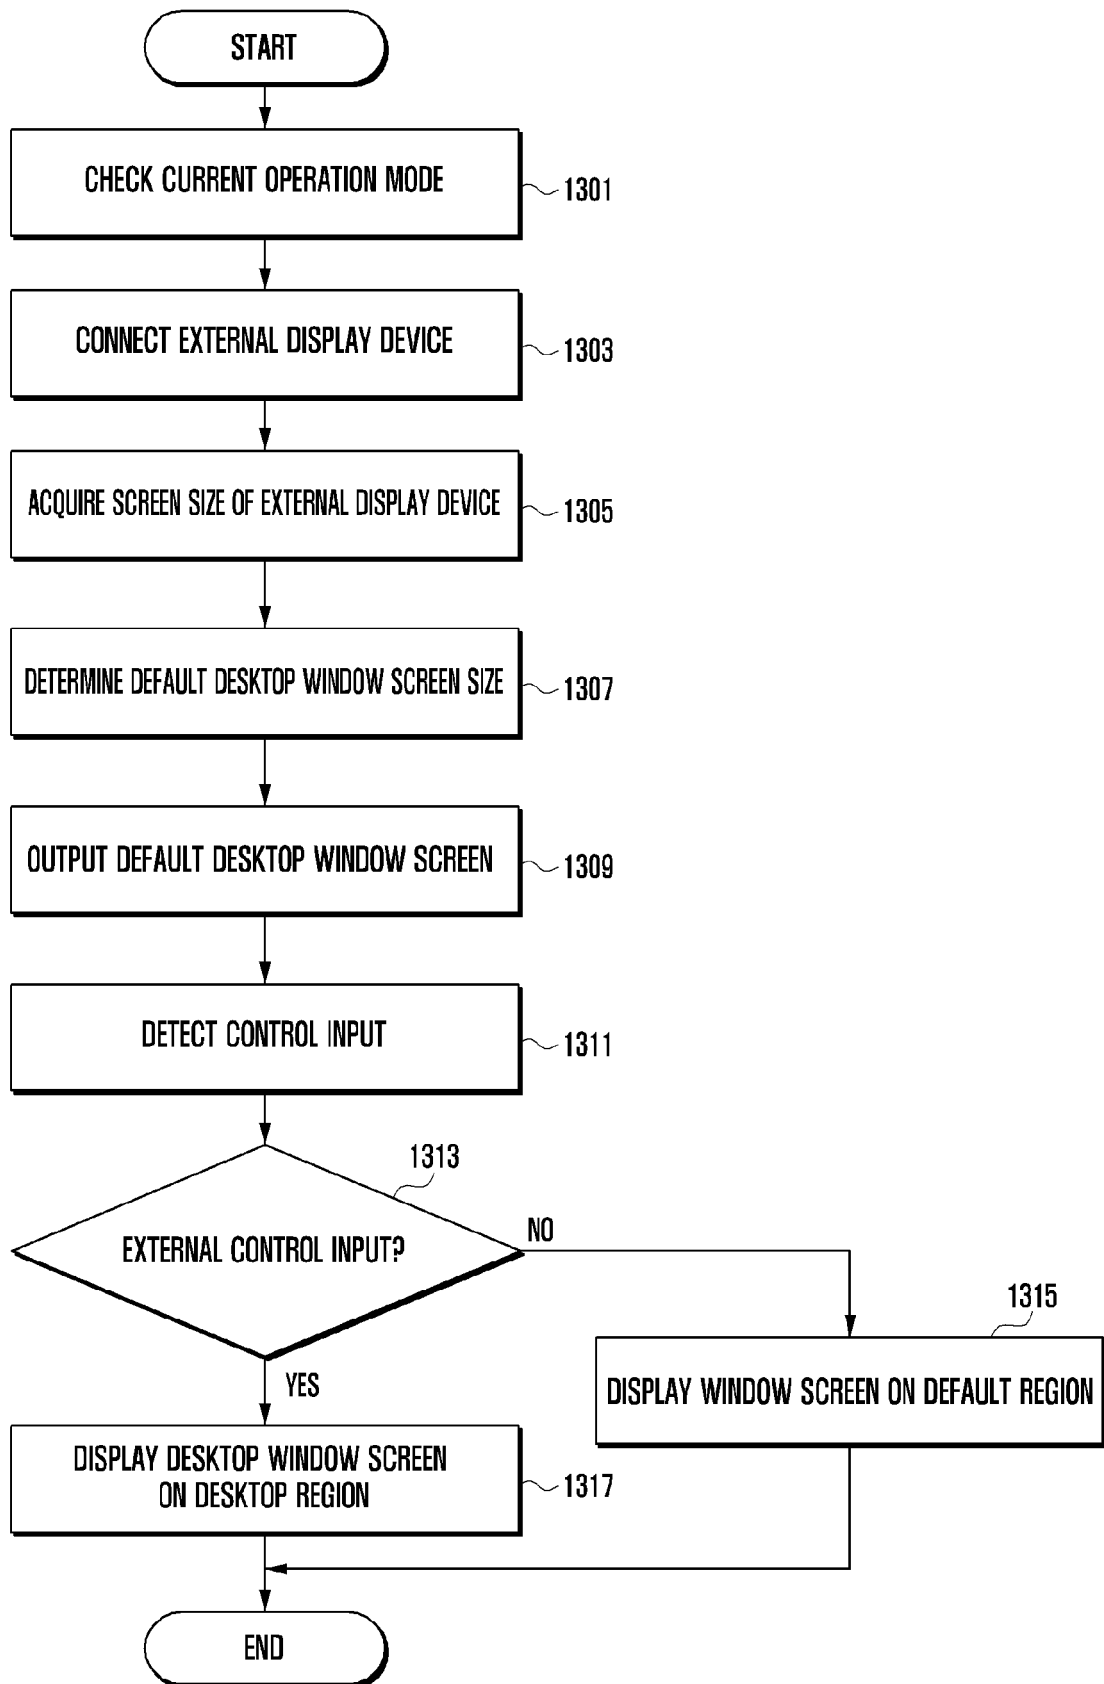 START
CHECK CURRENT OPERATION MODE
1301
CONNECT EXTERNAL DISPLAY DEVICE
1303
ACQUIRE SCREEN SIZE OF EXTERNAL DISPLAY DEVICE
1305
DETERMINE DEFAULT DESKTOP WINDOW SCREEN SIZE
1307
OUTPUT DEFAULT DESKTOP WINDOW SCREEN
1309
DETECT CONTROL INPUT
1311
1313
EXTERNAL CONTROL INPUT?
NO
1315
DISPLAY WINDOW SCREEN ON DEFAULT REGION
YES
DISPLAY DESKTOP WINDOW SCREEN
ON DESKTOP REGION
1317
END